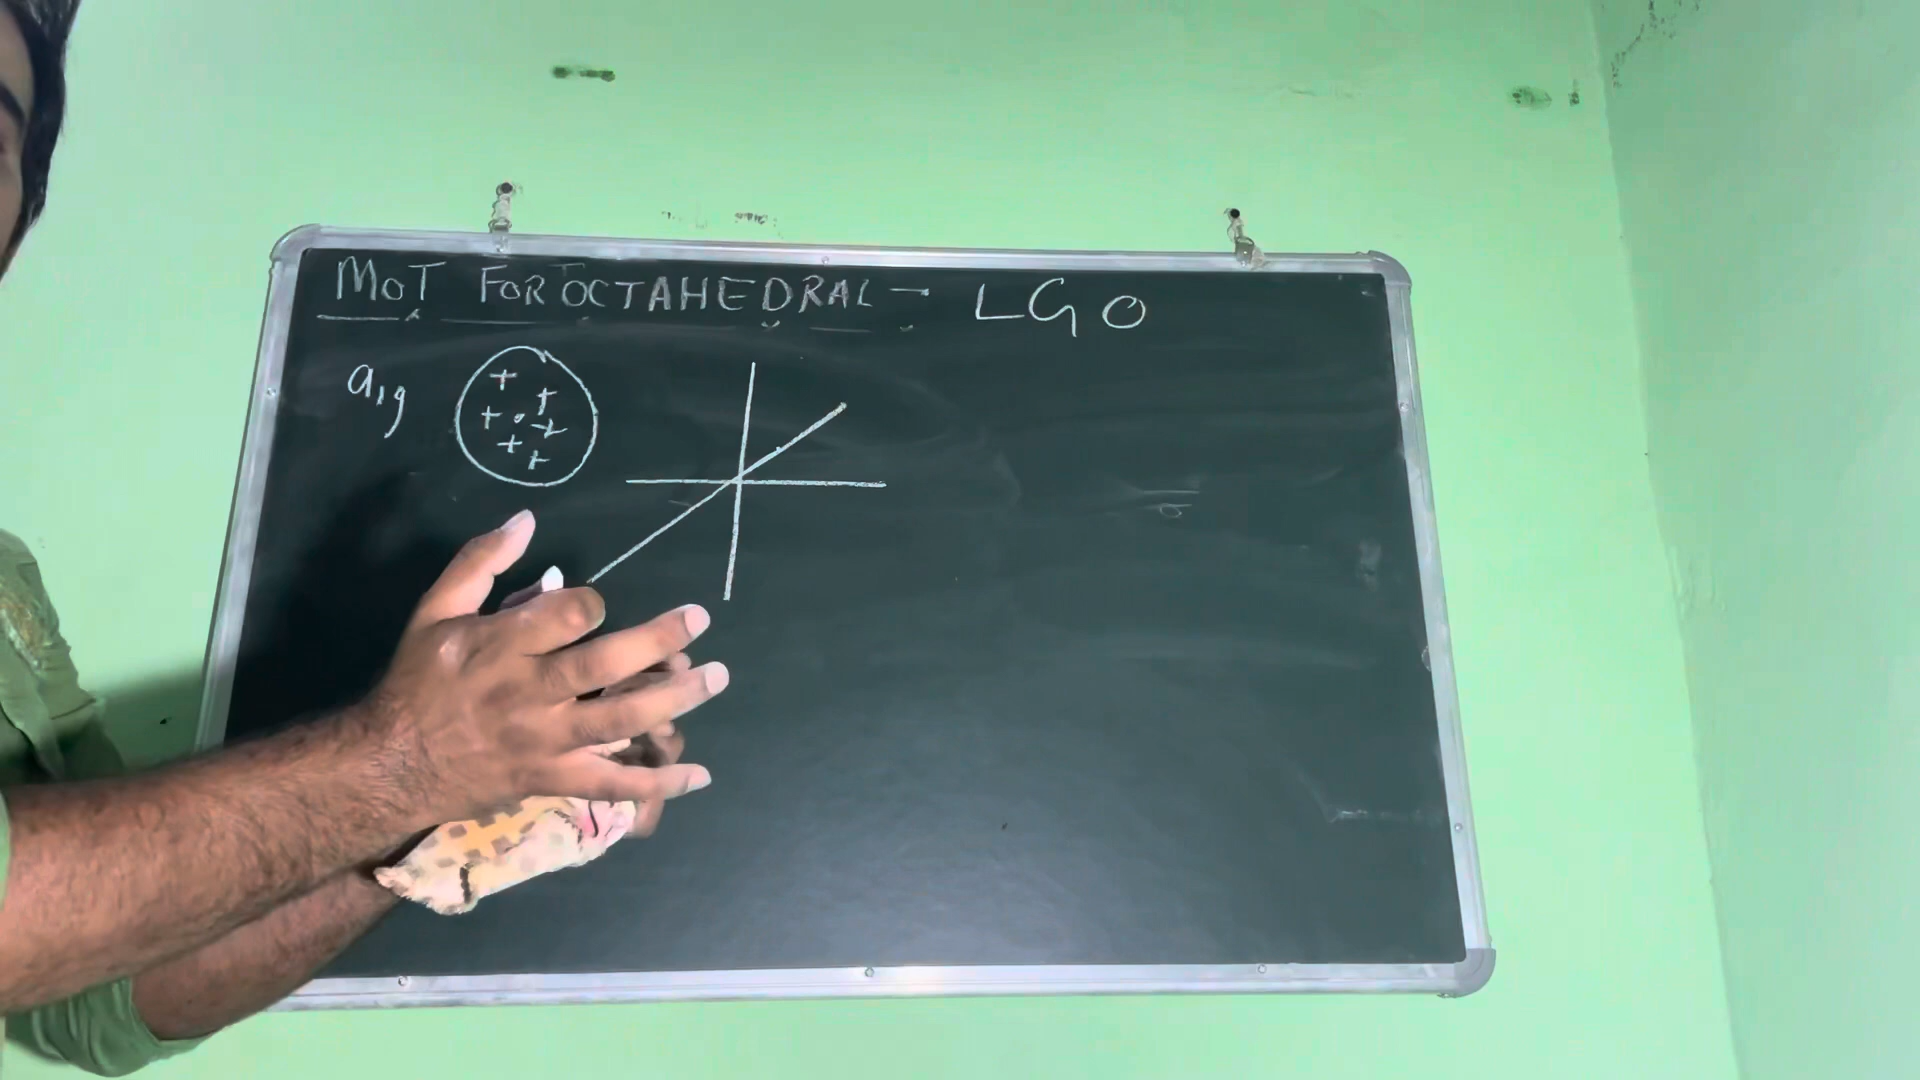 MOT FOR OCTAHEDRAL – LGO
a1g
+ + + + + +